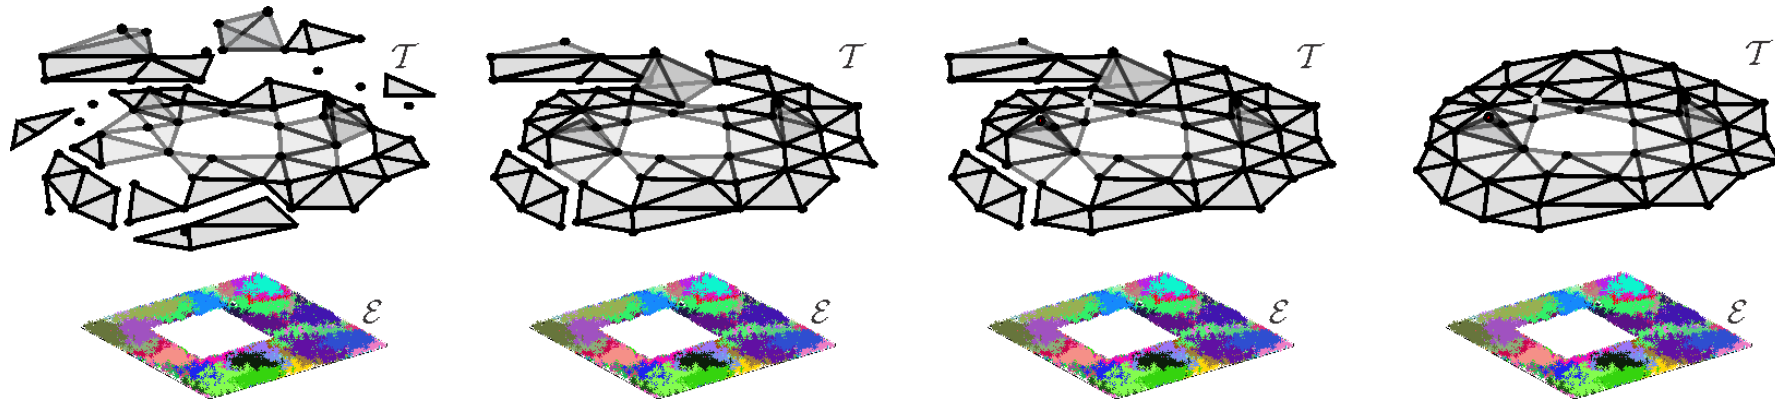 𝒯 𝒯 𝒯 𝒯
ℰ ℰ ℰ ℰ